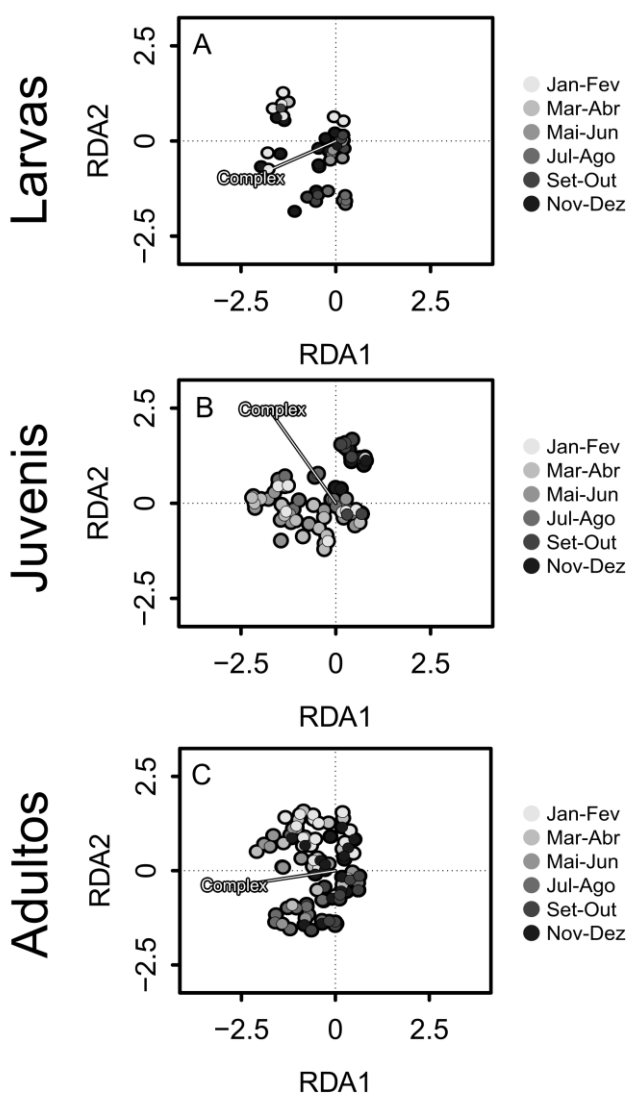 Larvas
A
RDA2
2.5
0
−2.5
Complex
−2.5
0
2.5
RDA1
Jan-Fev
Mar-Abr
Mai-Jun
Jul-Ago
Set-Out
Nov-Dez
Juvenis
B
RDA2
2.5
0
−2.5
Complex
−2.5
0
2.5
RDA1
Jan-Fev
Mar-Abr
Mai-Jun
Jul-Ago
Set-Out
Nov-Dez
Adultos
C
RDA2
2.5
0
−2.5
Complex
−2.5
0
2.5
RDA1
Jan-Fev
Mar-Abr
Mai-Jun
Jul-Ago
Set-Out
Nov-Dez